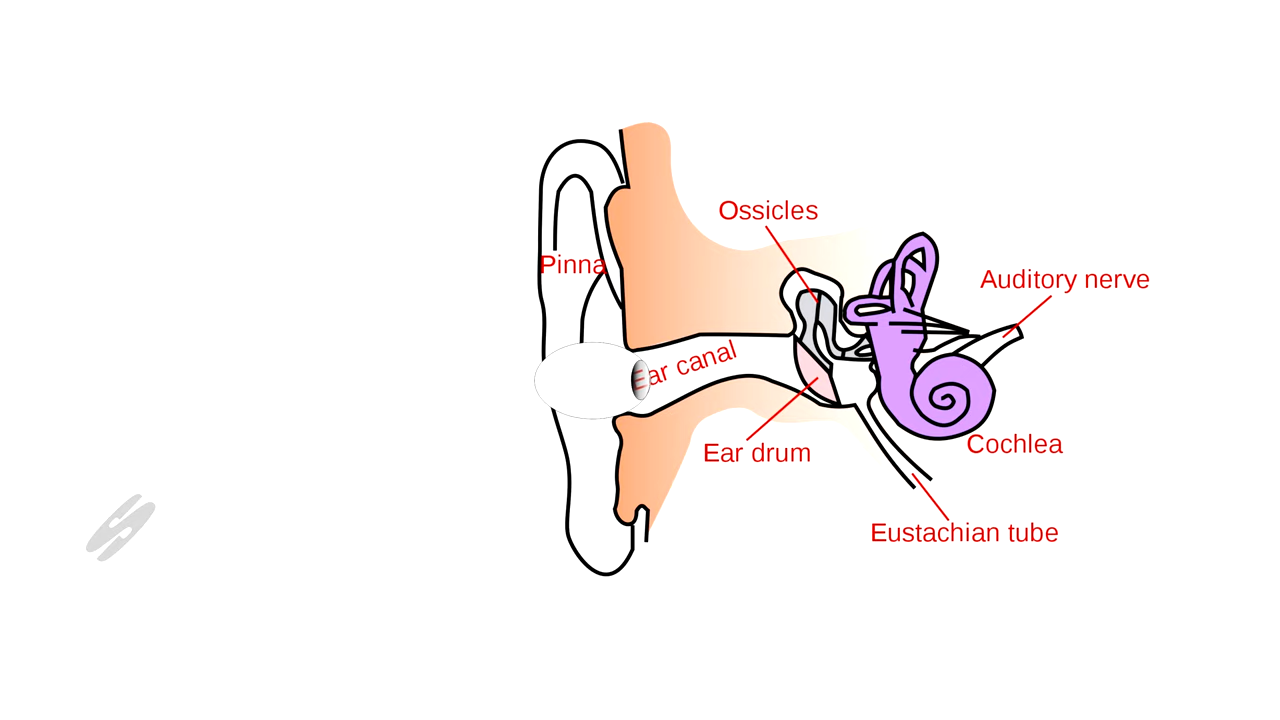 Ossicles
Pinna
Auditory nerve
Ear canal
Ear drum
Cochlea
Eustachian tube